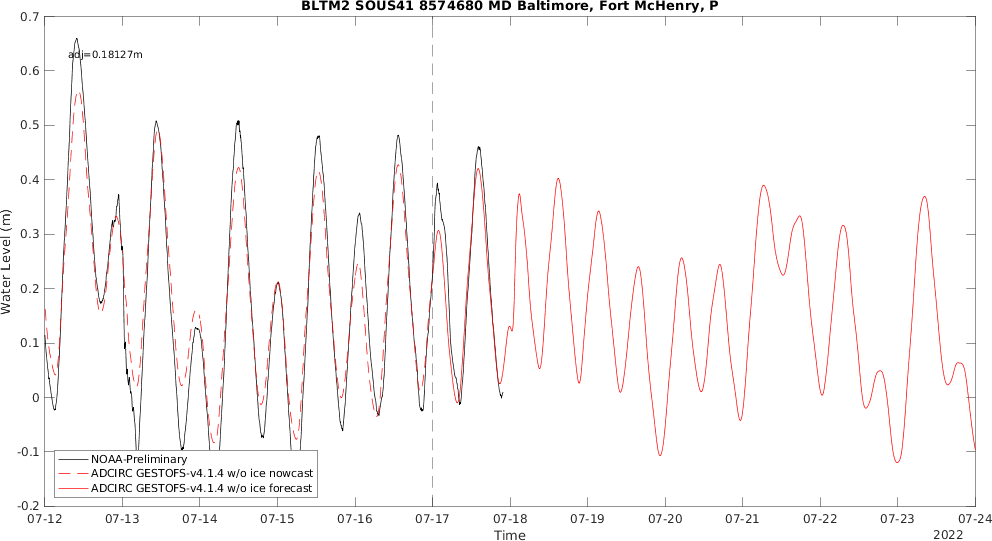 BLTM2 SOUS41 8574680 MD Baltimore, Fort McHenry, P
0.7
0.6
0.5
0.4
0.3
0.2
0.1
0
-0.1
-0.2
Water Level (m)
adj=0.18127m
NOAA-Preliminary
ADCIRC GESTOFS-v4.1.4 w/o ice nowcast
ADCIRC GESTOFS-v4.1.4 w/o ice forecast
07-12 07-13 07-14 07-15 07-16 07-17 07-18 07-19 07-20 07-21 07-22 07-23 07-24
Time
2022